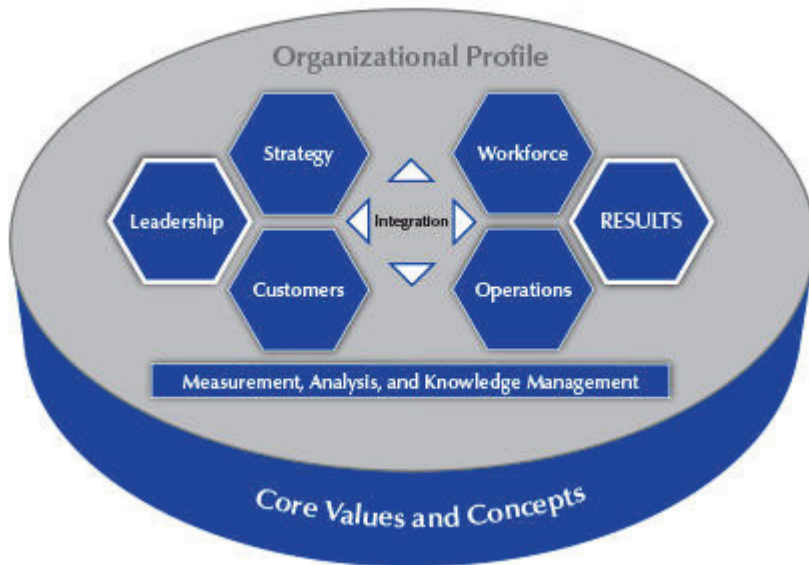 Organizational Profile
Strategy
Workforce
Leadership
Integration
RESULTS
Customers
Operations
Measurement, Analysis, and Knowledge Management
Core Values and Concepts